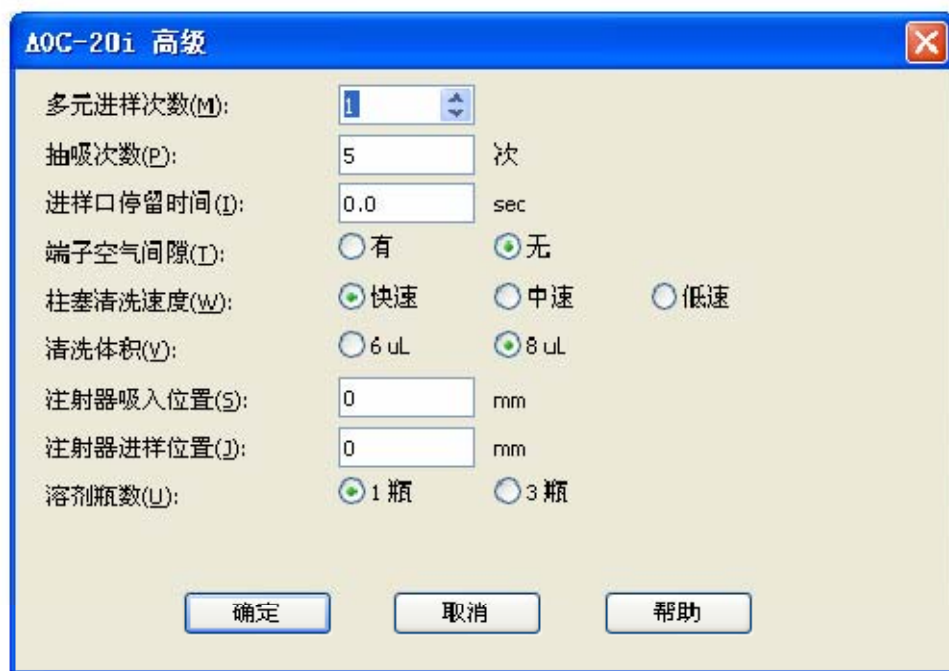 AOC-20i 高级
多元进样次数(M): 1
抽吸次数(P): 5 次
进样口停留时间(I): 0.0 sec
端子空气间隙(T): 有 无
柱塞清洗速度(W): 快速 中速 低速
清洗体积(V): 6 uL 8 uL
注射器吸入位置(S): 0 mm
注射器进样位置(J): 0 mm
溶剂瓶数(U): 1 瓶 3 瓶
确定 取消 帮助